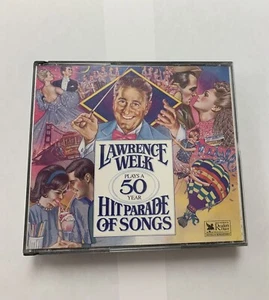 LAWRENCE
WELK
PLAYS A
50
YEAR
HIT PARADE
OF SONGS